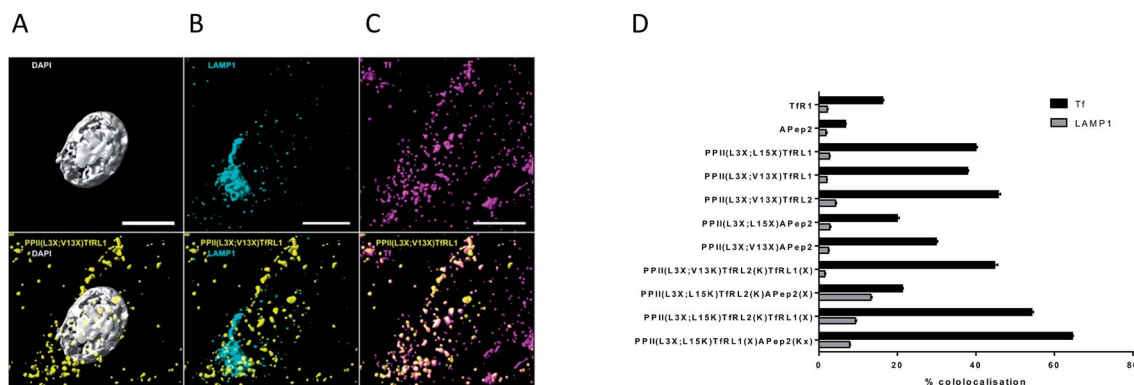 A
B
C
D
DAPI
LAMP1
Tf
PPII(L3X;V13X)TfRL1
DAPI
PPII(L3X;V13X)TfRL1
LAMP1
PPII(L3X;V13X)TfRL1
Tf
Tf
LAMP1
TfR1
APep2
PPII(L3X;L15X)TfRL1
PPII(L3X;V13X)TfRL1
PPII(L3X;V13X)TfRL2
PPII(L3X;L15X)APep2
PPII(L3X;V13X)APep2
PPII(L3X;V13K)TfRL2(K)TfRL1(X)
PPII(L3X;L15K)TfRL2(K)APep2(X)
PPII(L3X;L15K)TfRL2(K)TfRL1(X)
PPII(L3X;L15K)TfRL1(X)APep2(Kx)
0 20 40 60 80
% cololocalisation